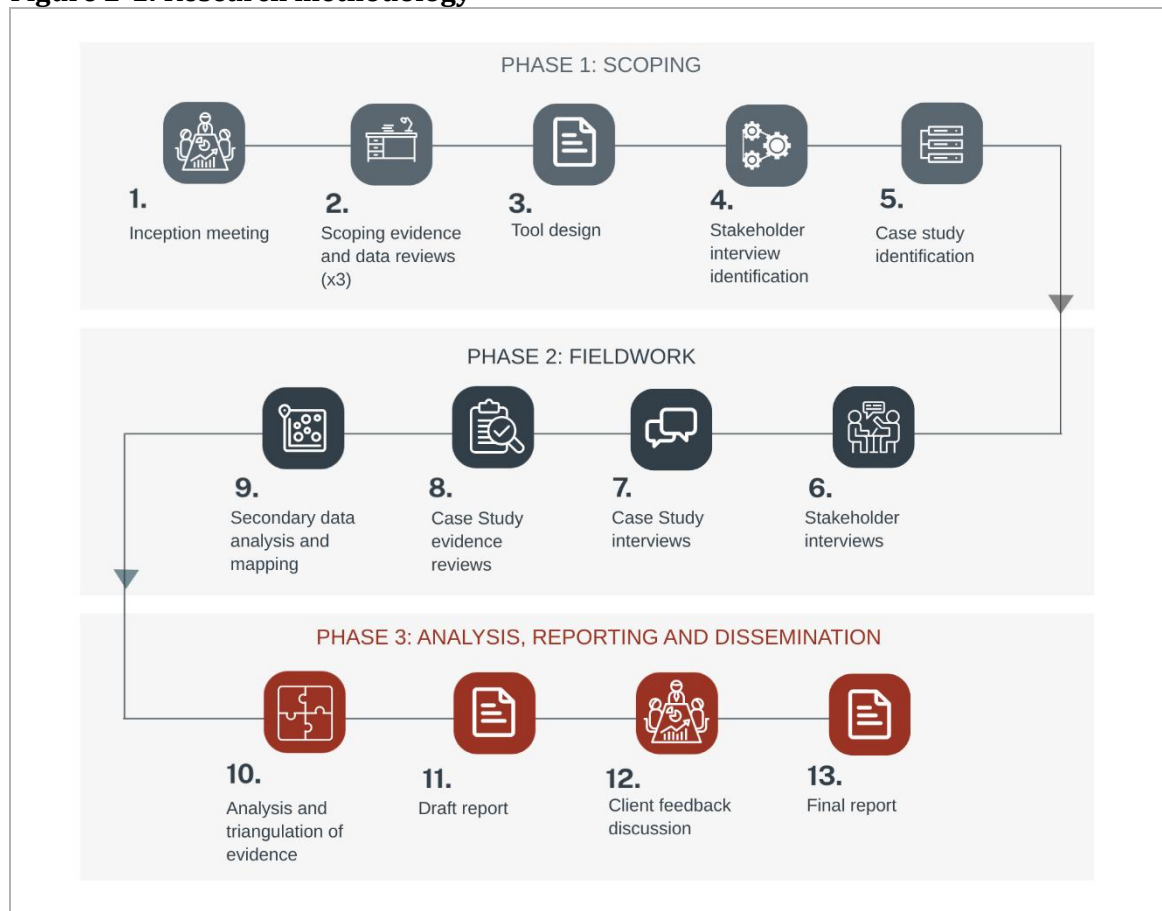 PHASE 1: SCOPING
1.
Inception meeting
2.
Scoping evidence
and data reviews
(x3)
3.
Tool design
4.
Stakeholder
interview
identification
5.
Case study
identification
PHASE 2: FIELDWORK
9.
Secondary data
analysis and
mapping
8.
Case Study
evidence
reviews
7.
Case Study
interviews
6.
Stakeholder
interviews
PHASE 3: ANALYSIS, REPORTING AND DISSEMINATION
10.
Analysis and
triangulation of
evidence
11.
Draft report
12.
Client feedback
discussion
13.
Final report